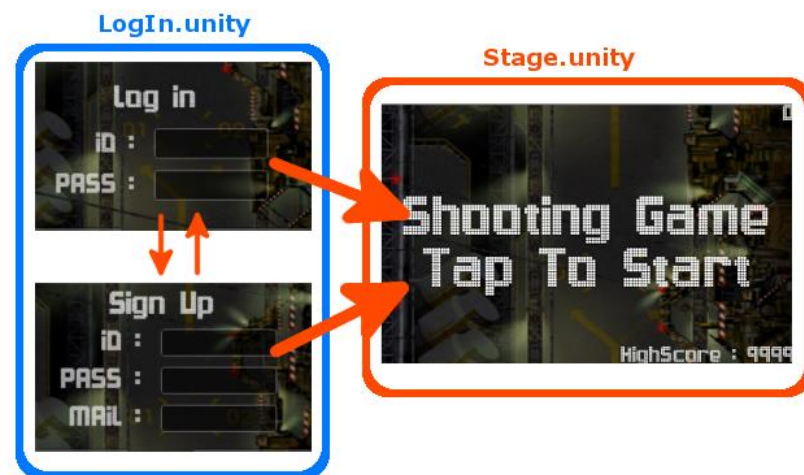 LogIn.unity
Log in
iD :
PASS :
Sign Up
iD :
PASS :
MAiL :
Stage.unity
0
Shooting Game
Tap To Start
HighScore : 9999